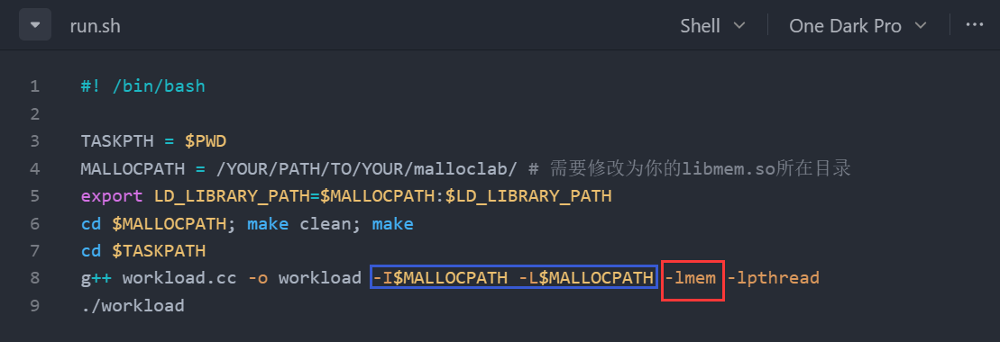 run.sh
Shell
One Dark Pro
1 #! /bin/bash
2
3 TASKPTH = $PWD
4 MALLOCPATH = /YOUR/PATH/TO/YOUR/malloclab/ # 需要修改为你的libmem.so所在目录
5 export LD_LIBRARY_PATH=$MALLOCPATH:$LD_LIBRARY_PATH
6 cd $MALLOCPATH; make clean; make
7 cd $TASKPATH
8 g++ workload.cc -o workload -I$MALLOCPATH -L$MALLOCPATH -lmem -lpthread
9 ./workload